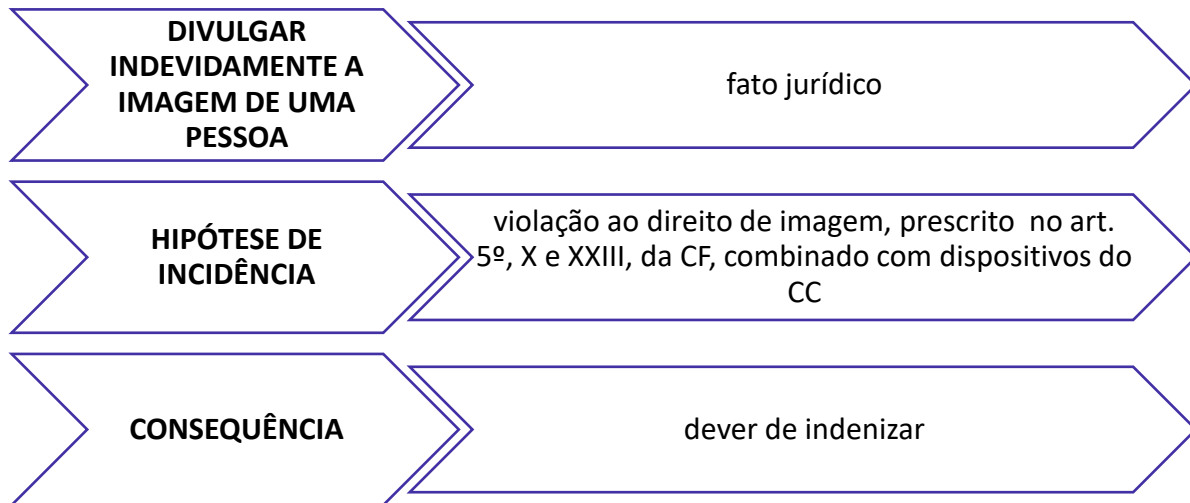 DIVULGAR
INDEVIDAMENTE A
IMAGEM DE UMA
PESSOA
fato jurídico
HIPÓTESE DE
INCIDÊNCIA
violação ao direito de imagem, prescrito no art.
5º, X e XXIII, da CF, combinado com dispositivos do
CC
CONSEQUÊNCIA
dever de indenizar